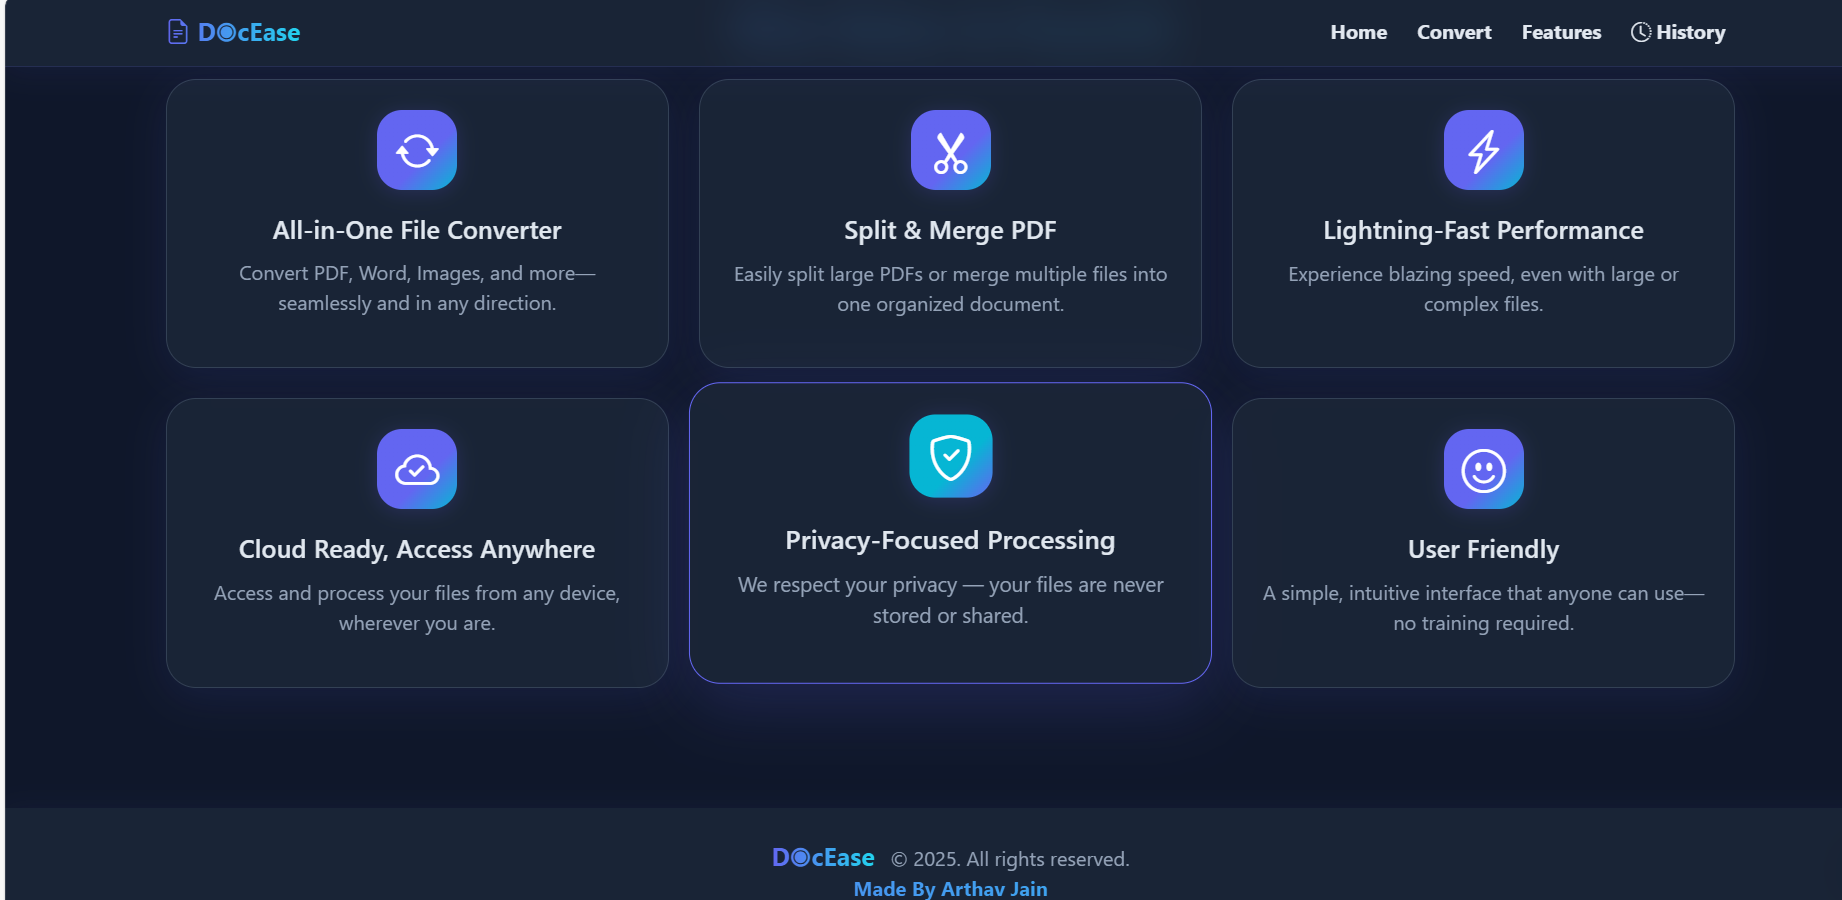 D◉cEase
Home
Convert
Features
History
All-in-One File Converter
Convert PDF, Word, Images, and more—
seamlessly and in any direction.
Split & Merge PDF
Easily split large PDFs or merge multiple files into
one organized document.
Lightning-Fast Performance
Experience blazing speed, even with large or
complex files.
Cloud Ready, Access Anywhere
Access and process your files from any device,
wherever you are.
Privacy-Focused Processing
We respect your privacy — your files are never
stored or shared.
User Friendly
A simple, intuitive interface that anyone can use—
no training required.
D◉cEase © 2025. All rights reserved.
Made By Arthav Jain